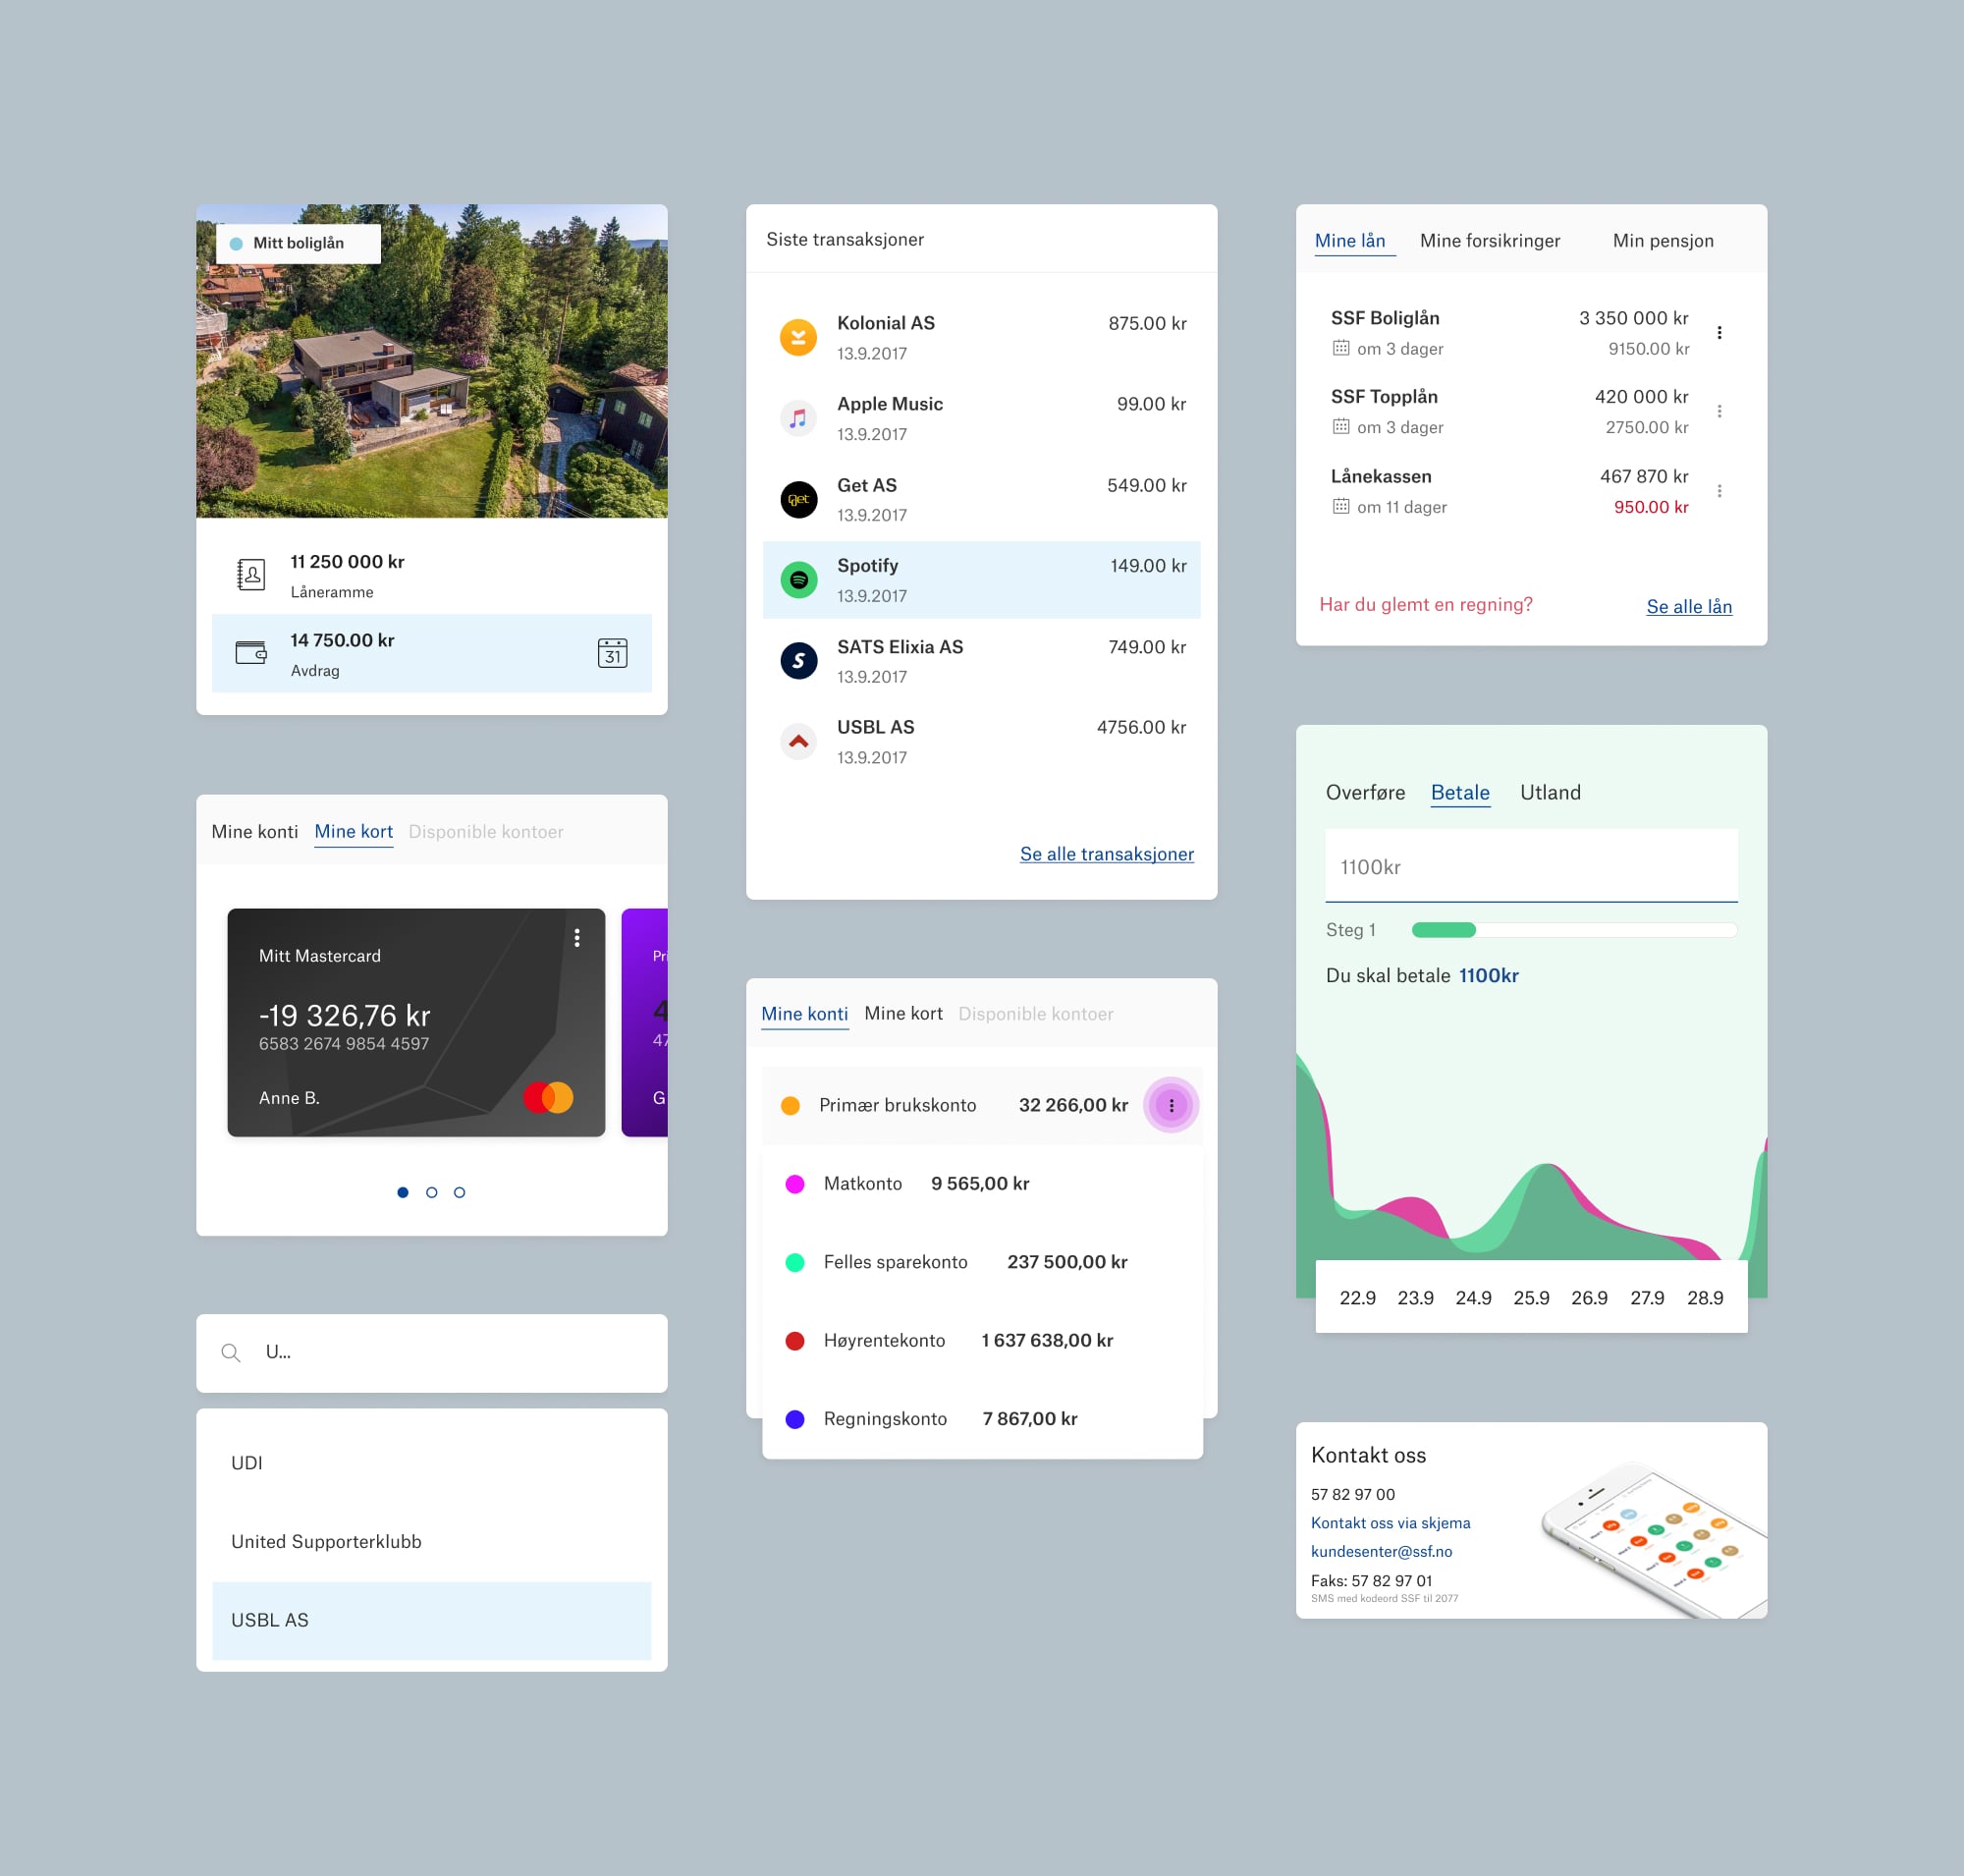 Mitt boliglån
11 250 000 kr
Låneramme
14 750.00 kr
Avdrag
31
Mine konti Mine kort Disponible kontoer
Mitt Mastercard
-19 326,76 kr
6583 2674 9854 4597
Anne B.
Pri
4
47
G
U...
UDI
United Supporterklubb
USBL AS
Siste transaksjoner
Kolonial AS 875.00 kr
13.9.2017
Apple Music 99.00 kr
13.9.2017
Get AS 549.00 kr
get
13.9.2017
Spotify 149.00 kr
13.9.2017
SATS Elixia AS 749.00 kr
S
13.9.2017
USBL AS 4756.00 kr
13.9.2017
Se alle transaksjoner
Mine konti Mine kort Disponible kontoer
Primær brukskonto 32 266,00 kr
Matkonto 9 565,00 kr
Felles sparekonto 237 500,00 kr
Høyrentekonto 1 637 638,00 kr
Regningskonto 7 867,00 kr
Mine lån Mine forsikringer Min pensjon
SSF Boliglån 3 350 000 kr
om 3 dager 9150.00 kr
SSF Topplån 420 000 kr
om 3 dager 2750.00 kr
Lånekassen 467 870 kr
om 11 dager 950.00 kr
Har du glemt en regning? Se alle lån
Overføre Betale Utland
1100kr
Steg 1
Du skal betale 1100kr
22.9 23.9 24.9 25.9 26.9 27.9 28.9
Kontakt oss
57 82 97 00
Kontakt oss via skjema
kundesenter@ssf.no
Faks: 57 82 97 01
SMS med kodeord SSF til 2077